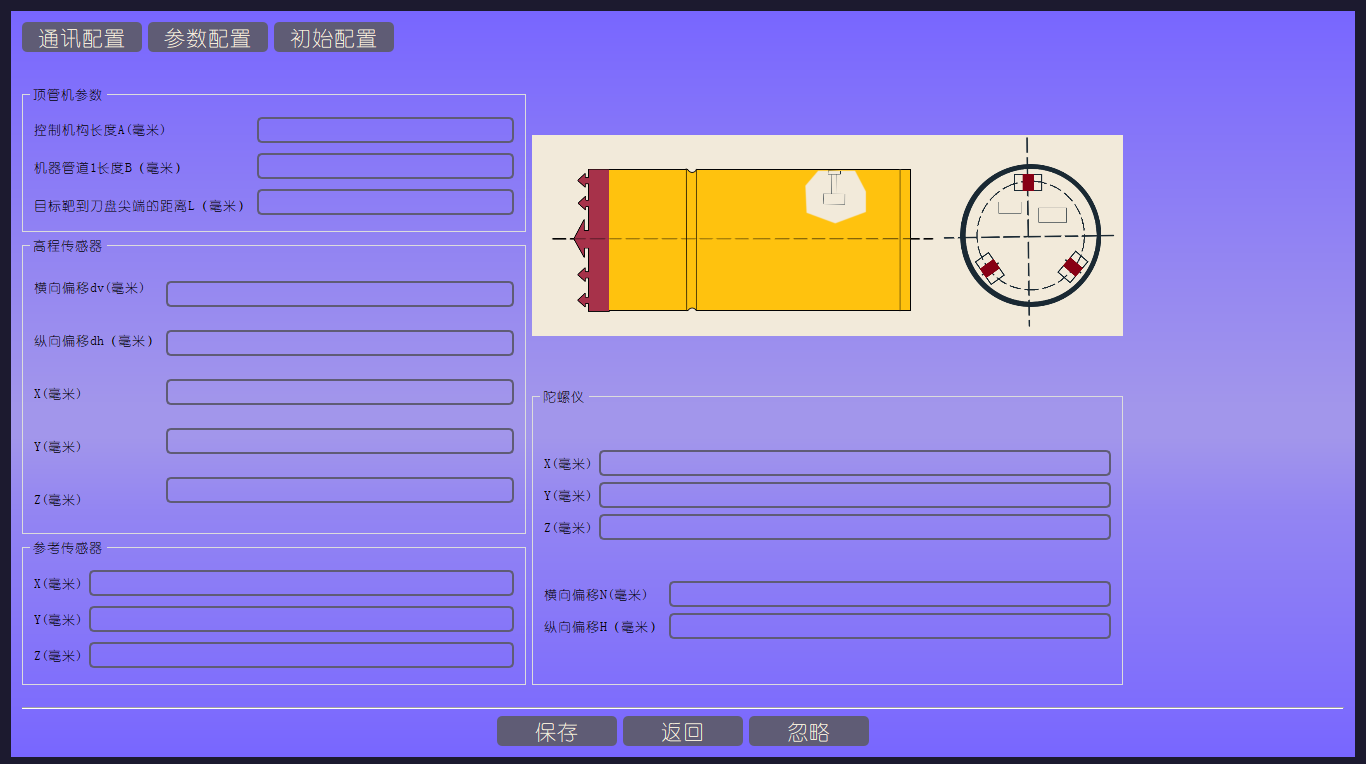 通讯配置 参数配置 初始配置
顶管机参数
控制机构长度A(毫米)
机器管道1长度B (毫米)
目标靶到刀盘尖端的距离L (毫米)
高程传感器
横向偏移dv(毫米)
纵向偏移dh (毫米)
X(毫米)
Y(毫米)
Z(毫米)
参考传感器
X(毫米)
Y(毫米)
Z(毫米)
陀螺仪
X(毫米)
Y(毫米)
Z(毫米)
横向偏移N(毫米)
纵向偏移H (毫米)
保存 返回 忽略